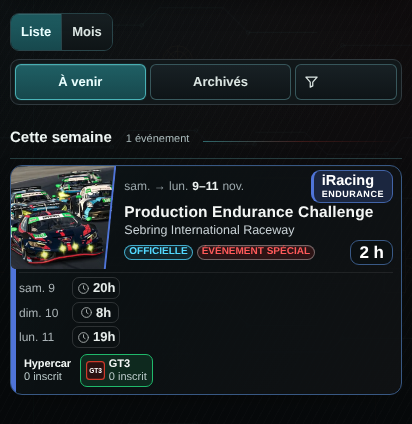 Liste Mois
À venir Archivés
Cette semaine 1 événement
sam. → lun. 9–11 nov. iRacing
ENDURANCE
Production Endurance Challenge
Sebring International Raceway
OFFICIELLE ÉVÉNEMENT SPÉCIAL 2 h
sam. 9 20h
dim. 10 8h
lun. 11 19h
Hypercar GT3 GT3
0 inscrit 0 inscrit